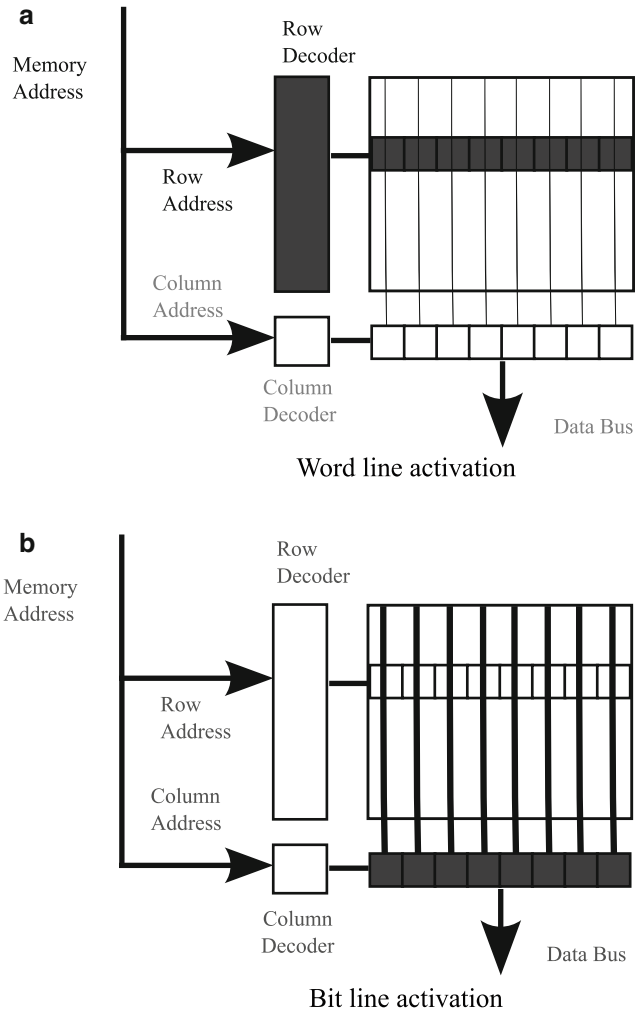 a
Row
Decoder
Memory
Address
Row
Address
Column
Address
Column
Decoder
Data Bus
Word line activation
b
Row
Decoder
Memory
Address
Row
Address
Column
Address
Column
Decoder
Data Bus
Bit line activation